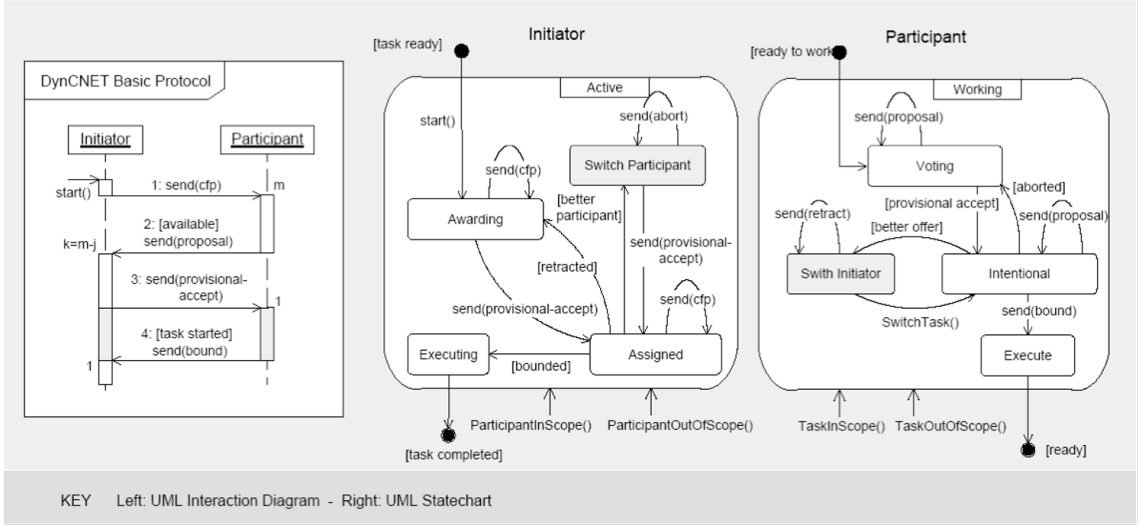 DynCNET Basic Protocol
Initiator
Participant
start()
1: send(cfp)
m
2: [available]
send(proposal)
k=m-j
3: send(provisional-
accept)
1
4: [task started]
send(bound)
1
Initiator
[task ready]
Active
start()
send(abort)
Switch Participant
send(cfp)
[better
participant]
Awarding
send(provisional-
accept)
[retracted]
send(cfp)
send(provisional-accept)
Executing
Assigned
[bounded]
ParticipantInScope()
ParticipantOutOfScope()
[task completed]
Participant
[ready to work
Working
send(proposal)
Voting
[aborted]
[provisional accept]
send(retract)
send(proposal)
[better offer]
Swith Initiator
Intentional
SwitchTask()
send(bound)
Execute
TaskInScope()
TaskOutOfScope()
[ready]
KEY Left: UML Interaction Diagram - Right: UML Statechart